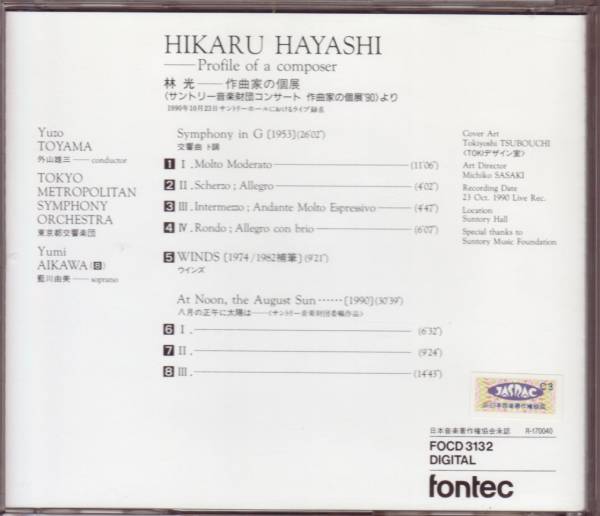 HIKARU HAYASHI
——Profile of a composer
林 光——作曲家の個展
〈サントリー音楽財団コンサート 作曲家の個展'90〉より
1990年10月23日サントリーホールにおけるライブ録音
Yuzo
TOYAMA
外山雄三——conductor
TOKYO
METROPOLITAN
SYMPHONY
ORCHESTRA
東京都交響楽団
Yumi
AIKAWA(8)
藍川由美——soprano
Symphony in G [1953](26'02")
交響曲 ト調
1 I . Molto Moderato (11'06")
2 II . Scherzo ; Allegro (4'02")
3 III . Intermezzo ; Andante Molto Espressivo (4'47")
4 IV . Rondo ; Allegro con brio (6'07")
5 WINDS [1974/1982補筆](9'21")
ウインズ
At Noon, the August Sun……[1990](30'39")
八月の正午に太陽は……〈サントリー音楽財団委嘱作品〉
6 I . (6'32")
7 II . (9'24")
8 III . (14'43")
Cover Art
Tokiyoshi TSUBOUCHI
〈TOKIデザイン室〉
Art Director
Michiko SASAKI
Recording Date
23 Oct. 1990 Live Rec.
Location
Suntory Hall
Special thanks to
Suntory Music Foundation
C3
JASRAC
日本音楽著作権協会
日本音楽著作権協会承認 R-170040
FOCD 3132
DIGITAL
fontec